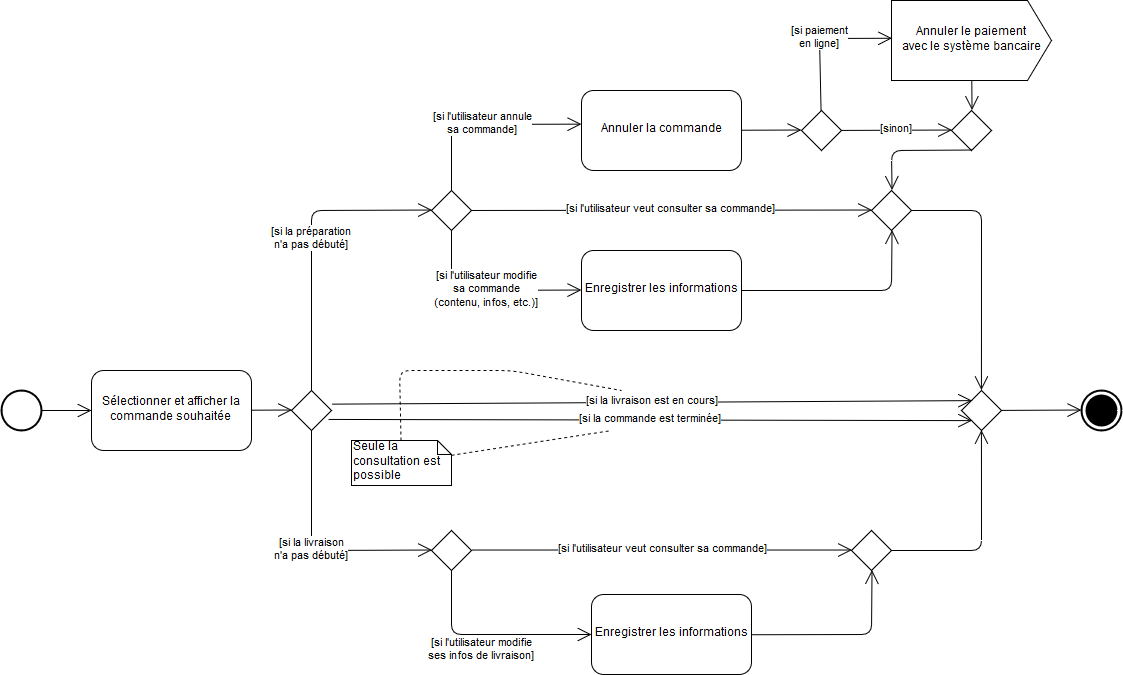 [si paiement
en ligne]
Annuler le paiement
avec le système bancaire
[si l'utilisateur annule
sa commande]
Annuler la commande
[sinon]
[si l'utilisateur veut consulter sa commande]
[si la préparation
n'a pas débuté]
[si l'utilisateur modifie
sa commande
(contenu, infos, etc.)]
Enregistrer les informations
Sélectionner et afficher la
commande souhaitée
[si la livraison est en cours]
[si la commande est terminée]
Seule la
consultation est
possible
[si la livraison
n'a pas débuté]
[si l'utilisateur veut consulter sa commande]
Enregistrer les informations
[si l'utilisateur modifie
ses infos de livraison]